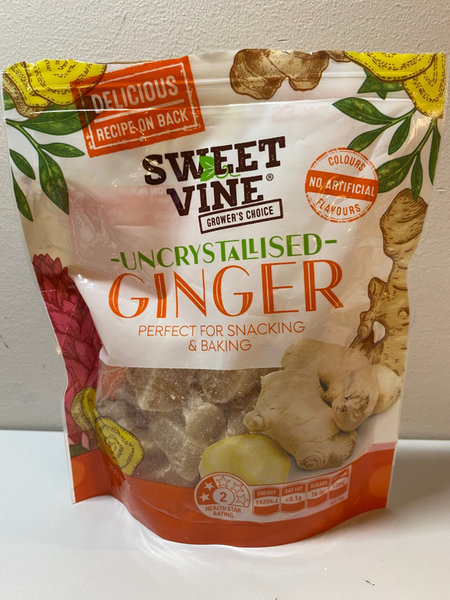 DELICIOUS
RECIPE ON BACK
SWEET
VINE®
GROWER'S CHOICE
COLOURS
NO ARTIFICIAL
FLAVOURS
-UNCRYSTALLISED-
GINGER
PERFECT FOR SNACKING
& BAKING
2
HEALTH STAR
RATING
ENERGY
SAT FAT
<0.1g
SUGARS